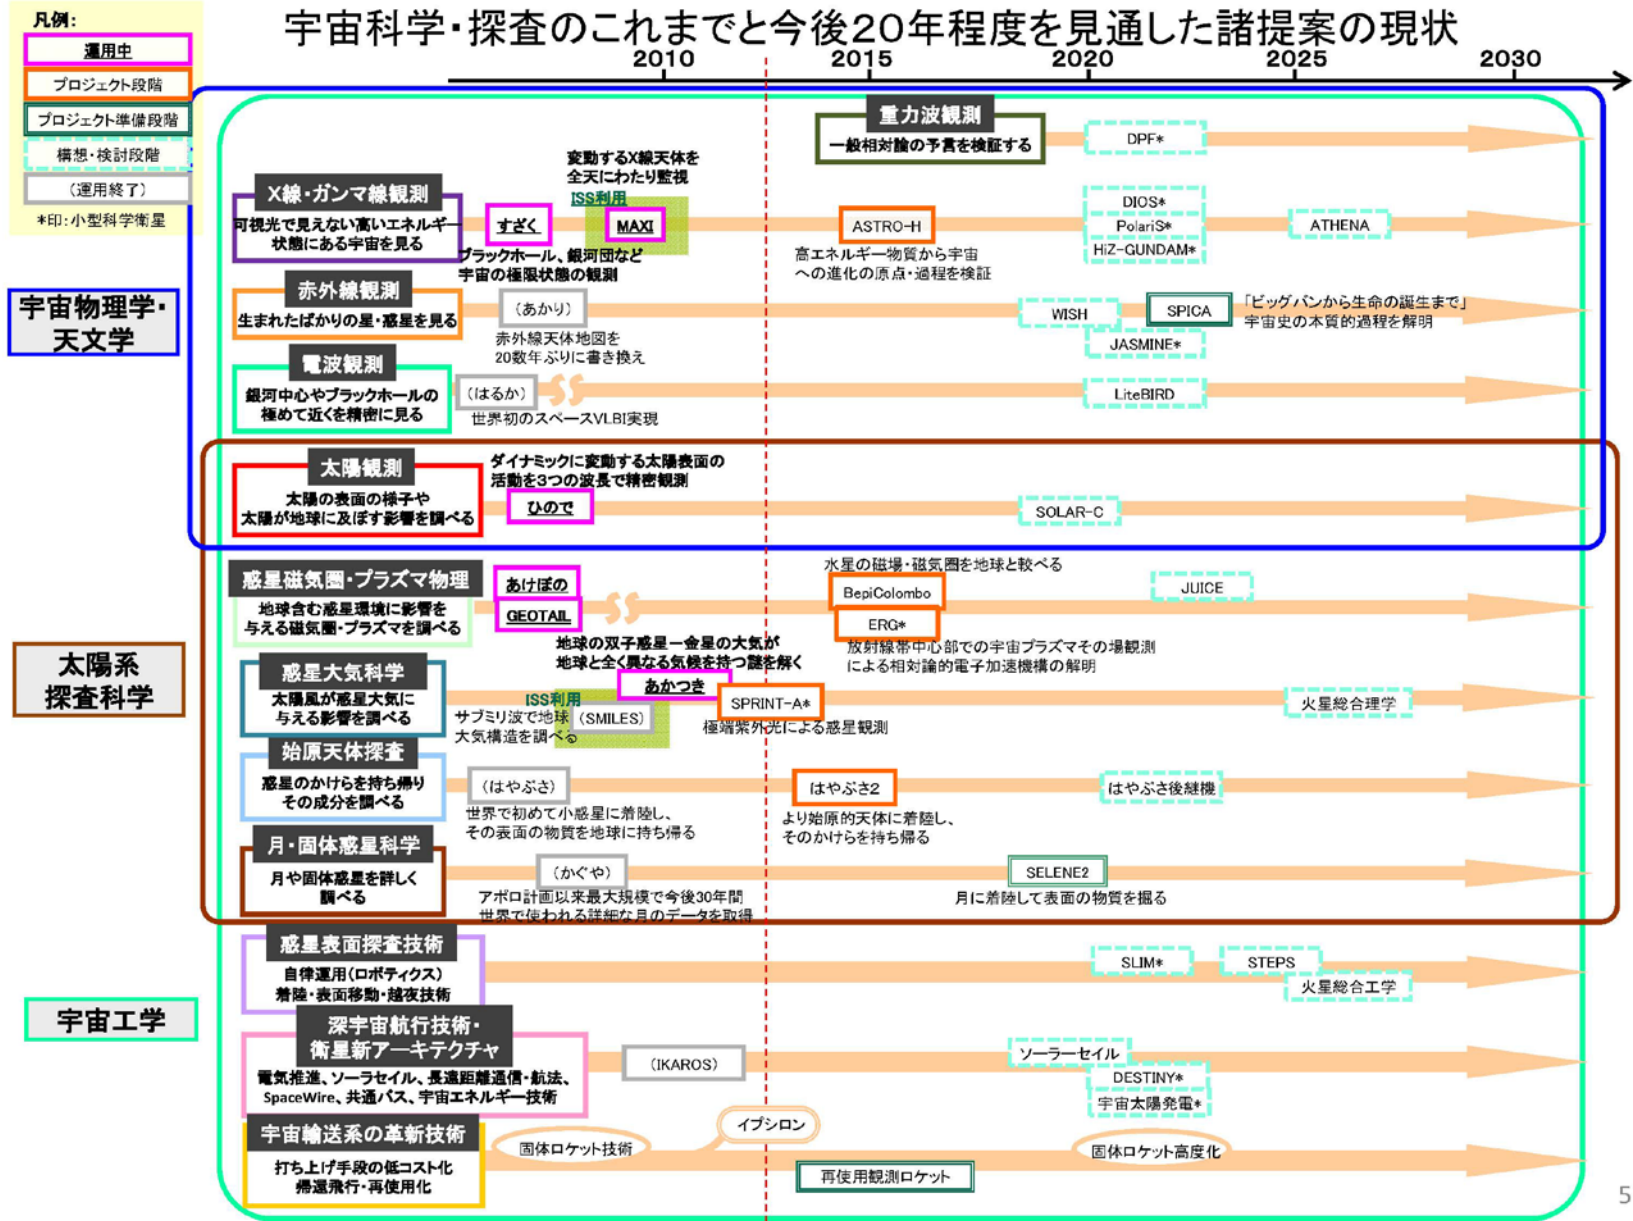 凡例:
運用中
プロジェクト段階
プロジェクト準備段階
構想・検討段階
(運用終了)
*印:小型科学衛星
宇宙科学・探査のこれまでと今後20年程度を見通した諸提案の現状
2010
2015
2020
2025
2030
重力波観測
一般相対論の予言を検証する
DPF*
X線・ガンマ線観測
可視光で見えない高いエネルギー
状態にある宇宙を見る
すざく
ブラックホール、銀河団など
宇宙の極限状態の観測
変動するX線天体を
全天にわたり監視
ISS利用
MAXI
ASTRO-H
高エネルギー物質から宇宙
への進化の原点・過程を検証
DIOS*
PolariS*
HiZ-GUNDAM*
ATHENA
宇宙物理学・
天文学
赤外線観測
生まれたばかりの星・惑星を見る
(あかり)
赤外線天体地図を
20数年ぶりに書き換え
WISH
SPICA
JASMINE*
「ビッグバンから生命の誕生まで」
宇宙史の本質的過程を解明
電波観測
銀河中心やブラックホールの
極めて近くを精密に見る
(はるか)
世界初のスペースVLBI実現
LiteBIRD
太陽観測
太陽の表面の様子や
太陽が地球に及ぼす影響を調べる
ダイナミックに変動する太陽表面の
活動を3つの波長で精密観測
ひので
SOLAR-C
惑星磁気圏・プラズマ物理
地球含む惑星環境に影響を
与える磁気圏・プラズマを調べる
あけぼの
GEOTAIL
水星の磁場・磁気圏を地球と較べる
BepiColombo
ERG*
放射線帯中心部での宇宙プラズマその場観測
による相対論的電子加速機構の解明
JUICE
太陽系
探査科学
惑星大気科学
太陽風が惑星大気に
与える影響を調べる
地球の双子惑星ー金星の大気が
地球と全く異なる気候を持つ謎を解く
あかつき
ISS利用
(SMILES)
サブミリ波で地球
大気構造を調べる
SPRINT-A*
極端紫外光による惑星観測
火星総合理学
始原天体探査
惑星のかけらを持ち帰り
その成分を調べる
(はやぶさ)
世界で初めて小惑星に着陸し、
その表面の物質を地球に持ち帰る
はやぶさ2
より始原的天体に着陸し、
そのかけらを持ち帰る
はやぶさ後継機
月・固体惑星科学
月や固体惑星を詳しく
調べる
(かぐや)
アポロ計画以来最大規模で今後30年間
世界で使われる詳細な月のデータを取得
SELENE2
月に着陸して表面の物質を掘る
宇宙工学
惑星表面探査技術
自律運用(ロボティクス)
着陸・表面移動・越夜技術
SLIM*
STEPS
火星総合工学
深宇宙航行技術・
衛星新アーキテクチャ
電気推進、ソーラセイル、長遠距離通信・航法、
SpaceWire、共通バス、宇宙エネルギー技術
(IKAROS)
ソーラーセイル
DESTINY*
宇宙太陽発電*
宇宙輸送系の革新技術
打ち上げ手段の低コスト化
帰還飛行・再使用化
固体ロケット技術
イプシロン
再使用観測ロケット
固体ロケット高度化
5